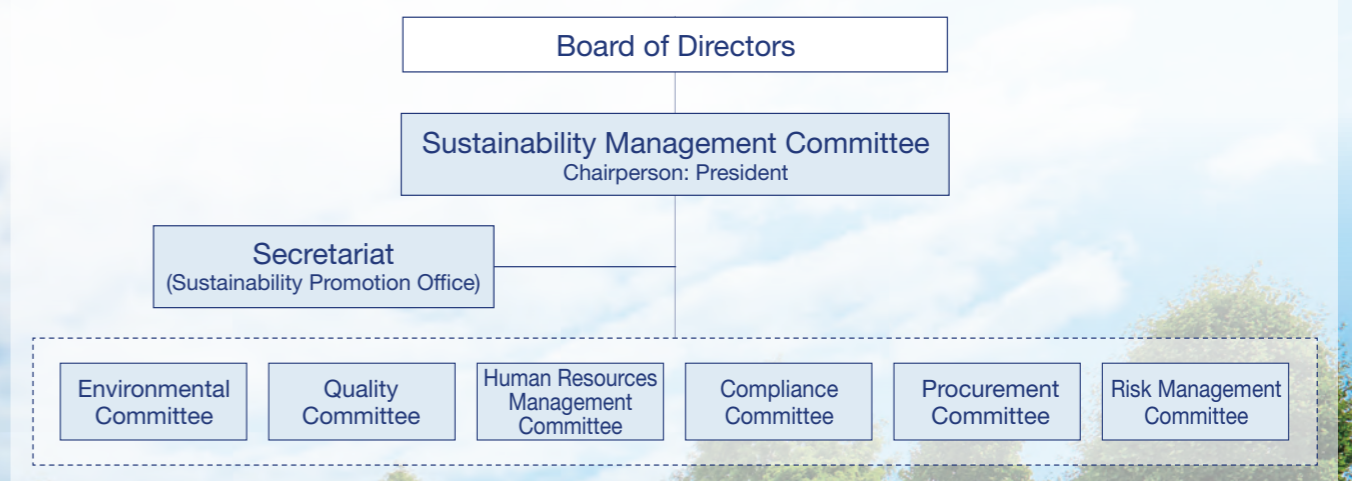 Board of Directors
Sustainability Management Committee
Chairperson: President
Secretariat
(Sustainability Promotion Office)
Environmental
Committee
Quality
Committee
Human Resources
Management
Committee
Compliance
Committee
Procurement
Committee
Risk Management
Committee